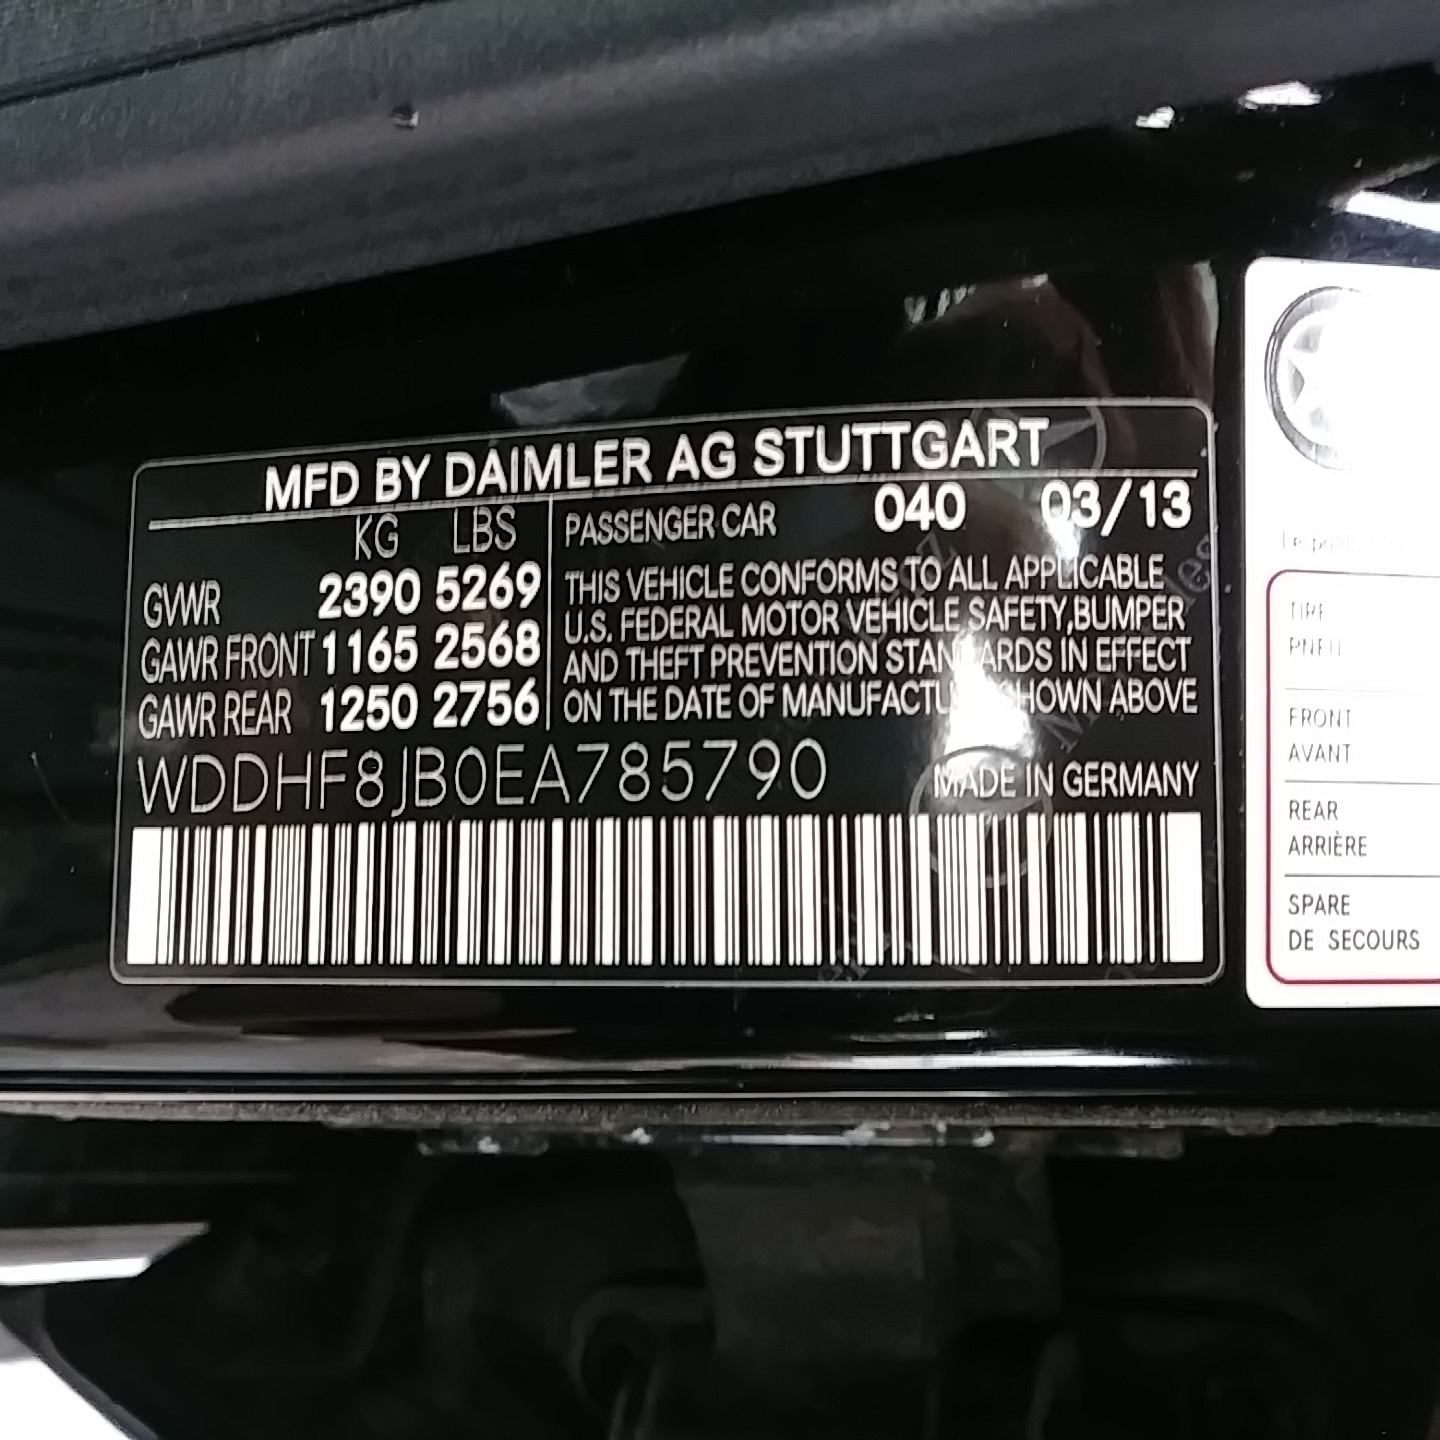 MFD BY DAIMLER AG STUTTGART
KG LBS
GVWR 2390 5269
GAWR FRONT 1165 2568
GAWR REAR 1250 2756
PASSENGER CAR 040 03/13
THIS VEHICLE CONFORMS TO ALL APPLICABLE
U.S. FEDERAL MOTOR VEHICLE SAFETY,BUMPER
AND THEFT PREVENTION STANDARDS IN EFFECT
ON THE DATE OF MANUFACTU HOWN ABOVE
WDDHF8JB0EA785790
MADE IN GERMANY
TIRE
PNEU
FRONT
AVANT
REAR
ARRIÈRE
SPARE
DE SECOURS